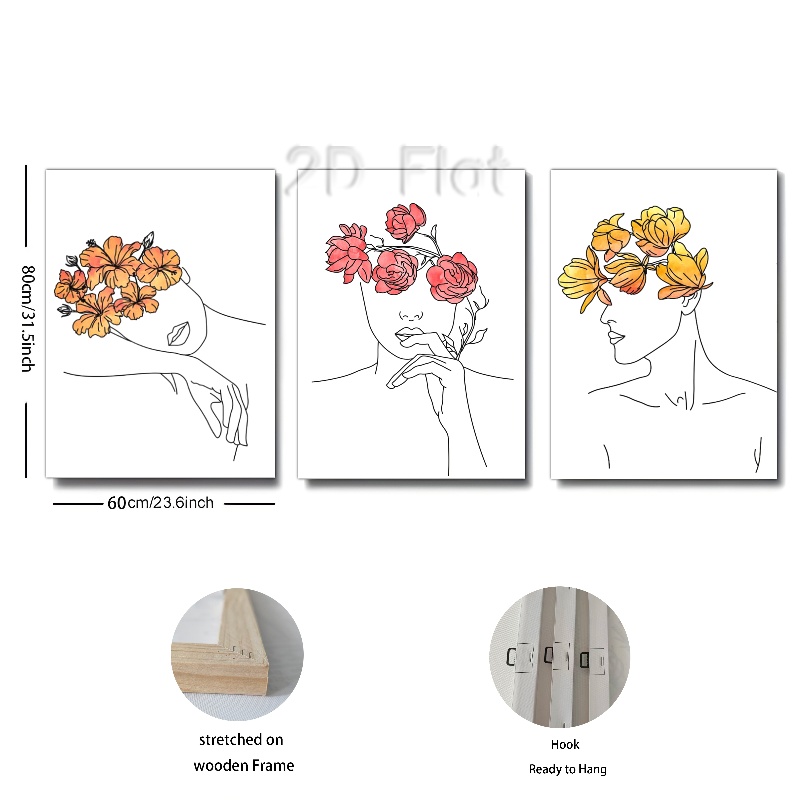 2D Flat
80cm/31.5inch
60cm/23.6inch
stretched on
wooden Frame
Hook
Ready to Hang